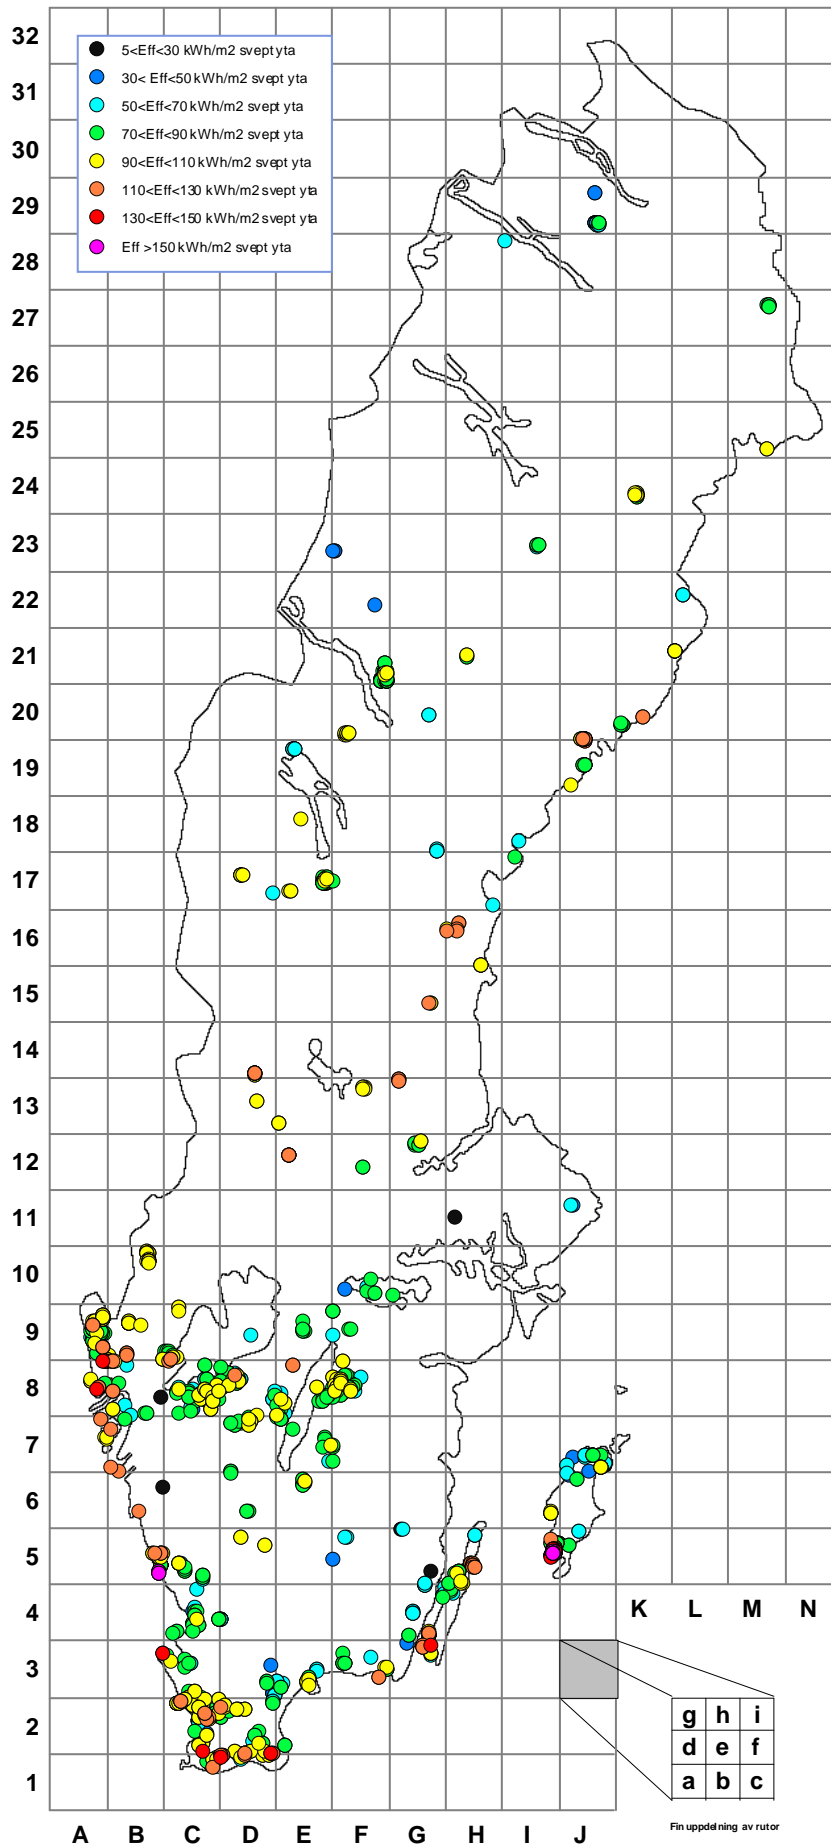 32
5<Eff<30 kWh/m2 svept yta
30< Eff<50 kWh/m2 svept yta
31
50<Eff<70 kWh/m2 svept yta
70<Eff<90 kWh/m2 svept yta
30
90<Eff<110 kWh/m2 svept yta
110<Eff<130 kWh/m2 svept yta
29
130<Eff<150 kWh/m2 svept yta
Eff >150 kWh/m2 svept yta
28
27
26
25
24
23
22
21
20
19
18
17
16
15
14
13
12
11
10
9
8
7
6
5
4
K L M N
3
g h i
2
d e f
a b c
1
Fin uppdelning av rutor
A B C D E F G H I J